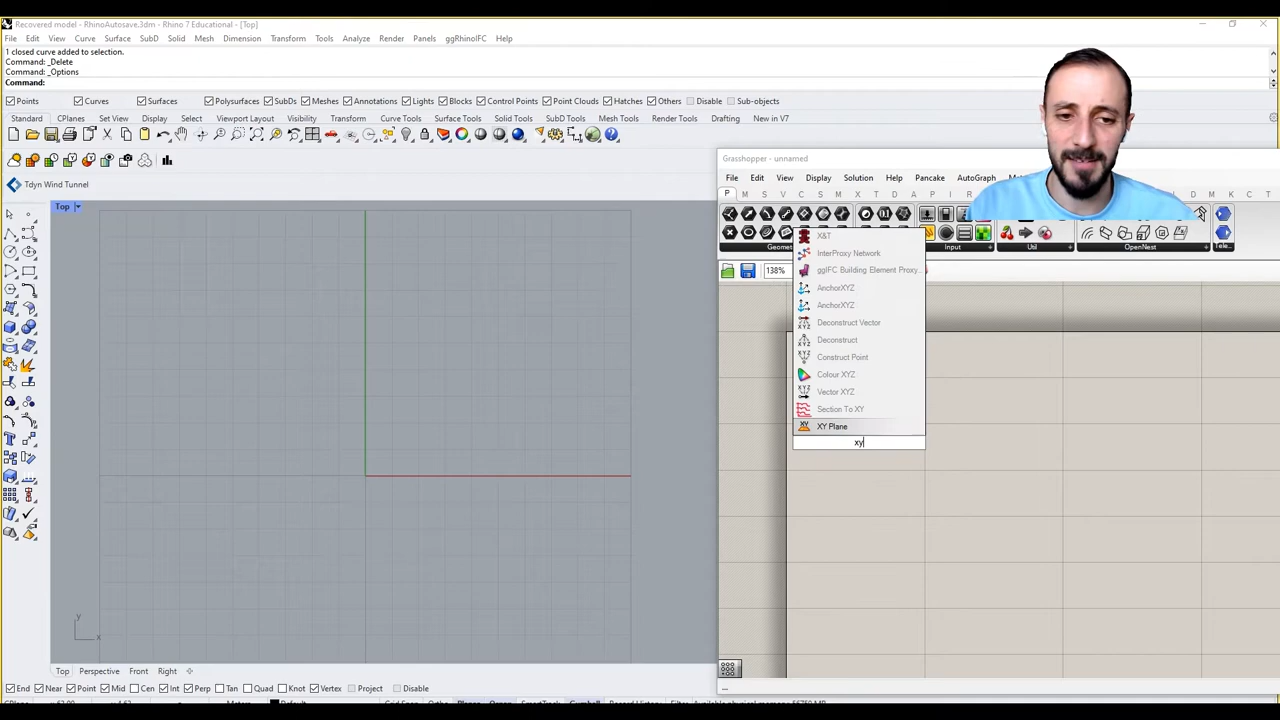 Recovered model - RhinoAutosave.3dm - Rhino 7 Educational - [Top]
File Edit View Curve Surface SubD Solid Mesh Dimension Transform Tools Analyze Render Panels ggRhinoIFC Help
1 closed curve added to selection.
Command: _Delete
Command: _Options
Command:
Points Curves Surfaces Polysurfaces SubDs Meshes Annotations Lights Blocks Control Points Point Clouds Hatches Others Disable Sub-objects
Standard CPlanes Set View Display Select Viewport Layout Visibility Transform Curve Tools Surface Tools Solid Tools SubD Tools Mesh Tools Render Tools Drafting New in V7
Tdyn Wind Tunnel
Top
Grasshopper - unnamed
File Edit View Display Solution Help Pancake AutoGraph
P M S V C S M X T D A P M K C T
Geomet
Input
Util
OpenNest
Tele...
138%
X&T
InterProxy Network
ggIFC Building Element Proxy...
AnchorXYZ
AnchorXYZ
Deconstruct Vector
Deconstruct
Construct Point
Colour XYZ
Vector XYZ
Section To XY
XY Plane
xy
y
x
Top Perspective Front Right
End Near Point Mid Cen Int Perp Tan Quad Knot Vertex Project Disable
...